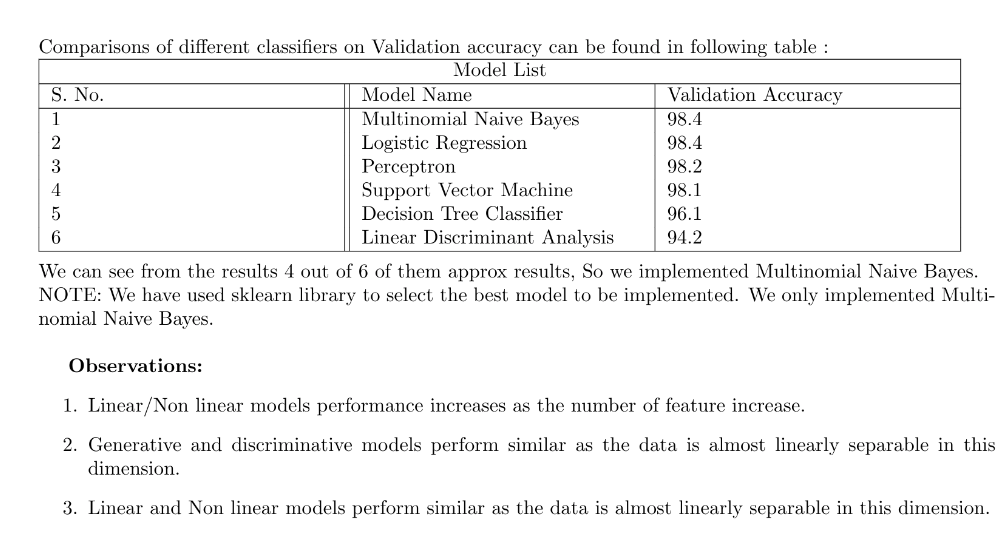 Comparisons of different classifiers on Validation accuracy can be found in following table :
Model List
S. No. Model Name Validation Accuracy
1 Multinomial Naive Bayes 98.4
2 Logistic Regression 98.4
3 Perceptron 98.2
4 Support Vector Machine 98.1
5 Decision Tree Classifier 96.1
6 Linear Discriminant Analysis 94.2
We can see from the results 4 out of 6 of them approx results, So we implemented Multinomial Naive Bayes.
NOTE: We have used sklearn library to select the best model to be implemented. We only implemented Multi-
nomial Naive Bayes.
Observations:
1. Linear/Non linear models performance increases as the number of feature increase.
2. Generative and discriminative models perform similar as the data is almost linearly separable in this
dimension.
3. Linear and Non linear models perform similar as the data is almost linearly separable in this dimension.